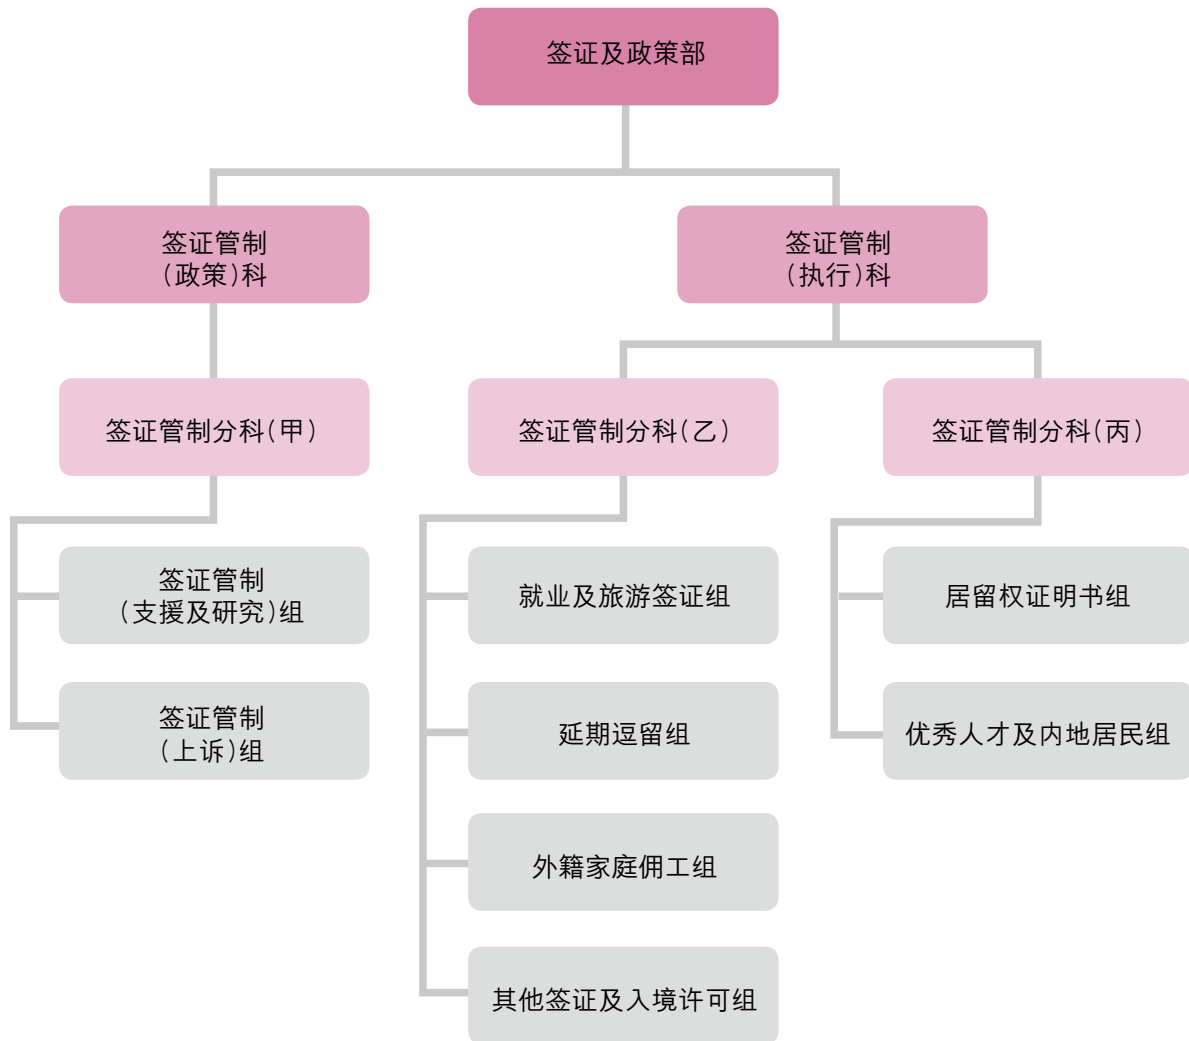 签证及政策部
签证管制
（政策）科
签证管制
（执行）科
签证管制分科（甲）
签证管制分科（乙）
签证管制分科（丙）
签证管制
（支援及研究）组
签证管制
（上诉）组
就业及旅游签证组
延期逗留组
外籍家庭佣工组
其他签证及入境许可组
居留权证明书组
优秀人才及内地居民组